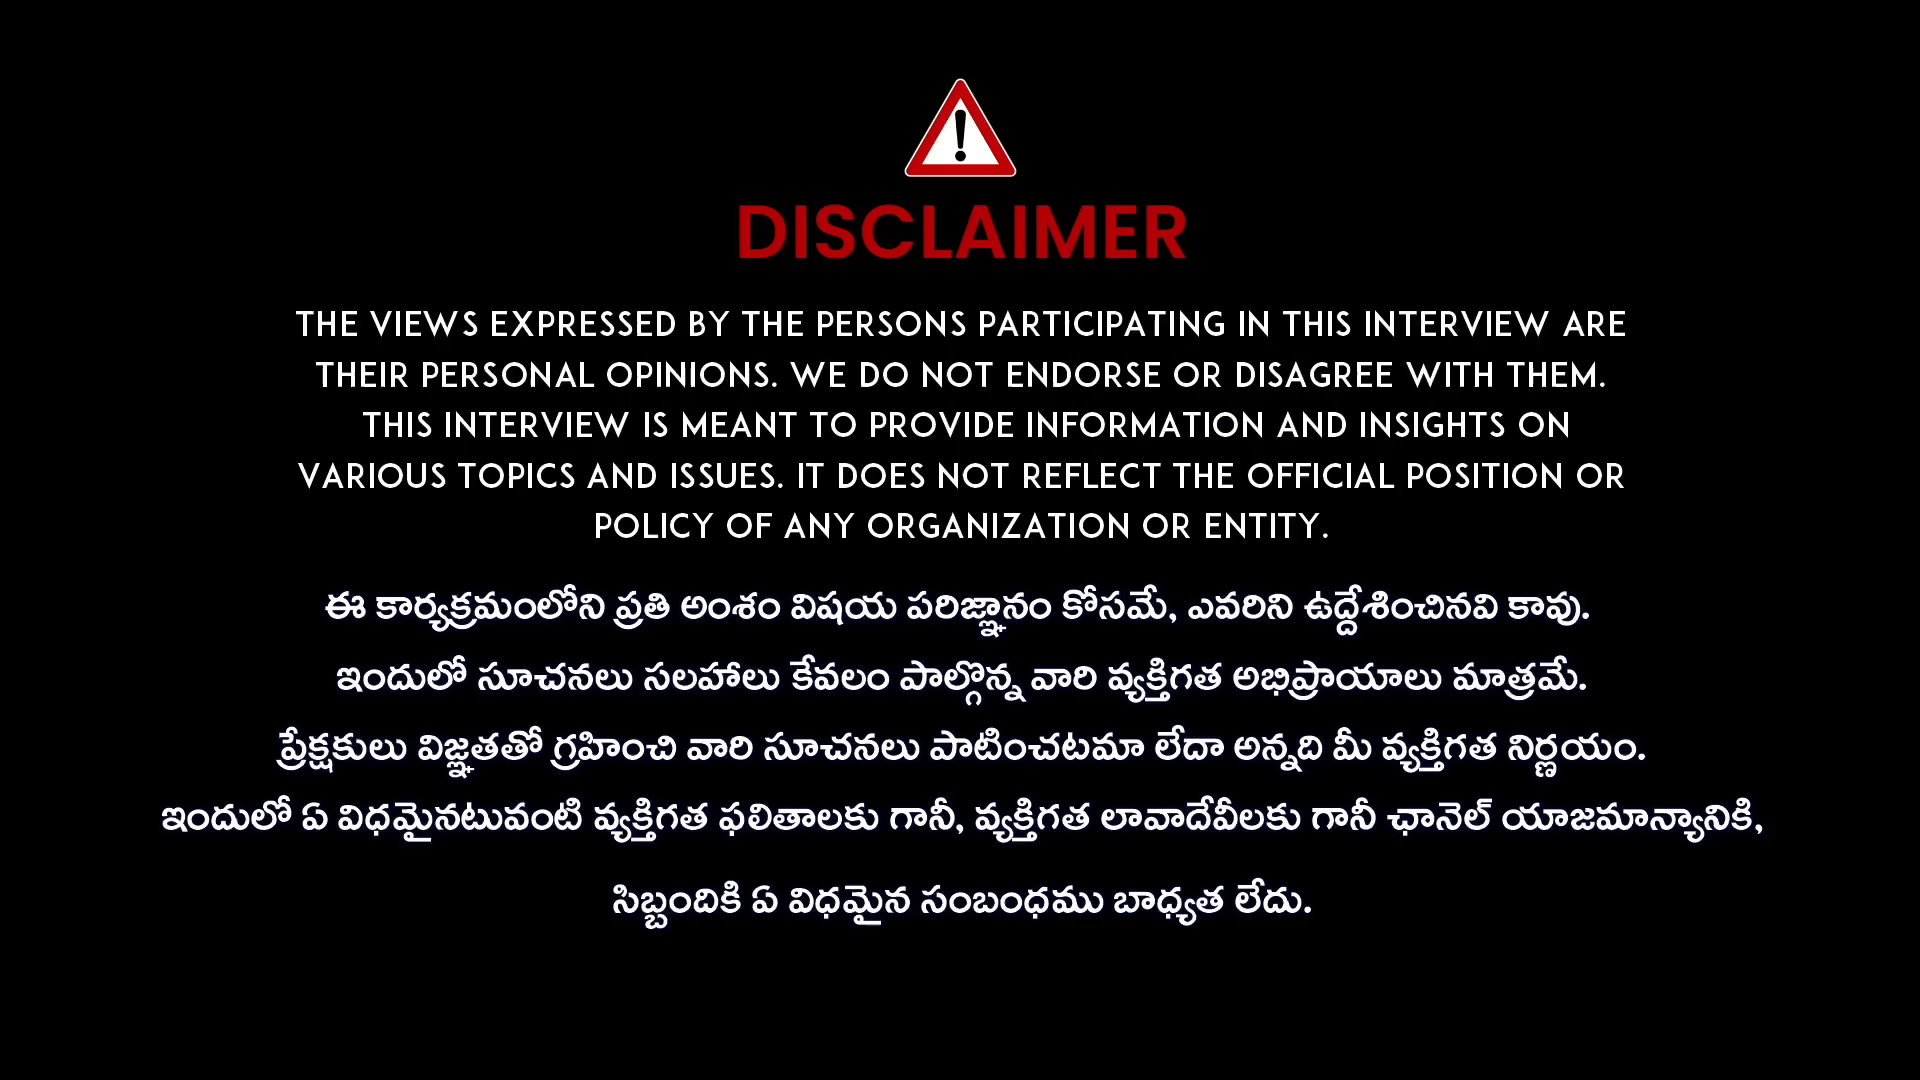 DISCLAIMER
THE VIEWS EXPRESSED BY THE PERSONS PARTICIPATING IN THIS INTERVIEW ARE
THEIR PERSONAL OPINIONS. WE DO NOT ENDORSE OR DISAGREE WITH THEM.
THIS INTERVIEW IS MEANT TO PROVIDE INFORMATION AND INSIGHTS ON
VARIOUS TOPICS AND ISSUES. IT DOES NOT REFLECT THE OFFICIAL POSITION OR
POLICY OF ANY ORGANIZATION OR ENTITY.
ఈ కార్యక్రమంలోని ప్రతి అంశం విషయ పరిజ్ఞానం కోసమే, ఎవరిని ఉద్దేశించినవి కావు.
ఇందులో సూచనలు సలహాలు కేవలం పాల్గొన్న వారి వ్యక్తిగత అభిప్రాయాలు మాత్రమే.
ప్రేక్షకులు విజ్ఞతతో గ్రహించి వారి సూచనలు పాటించటమా లేదా అన్నది మీ వ్యక్తిగత నిర్ణయం.
ఇందులో ఏ విధమైనటువంటి వ్యక్తిగత ఫలితాలకు గానీ, వ్యక్తిగత లావాదేవీలకు గానీ ఛానెల్ యాజమాన్యానికి,
సిబ్బందికి ఏ విధమైన సంబంధము బాధ్యత లేదు.